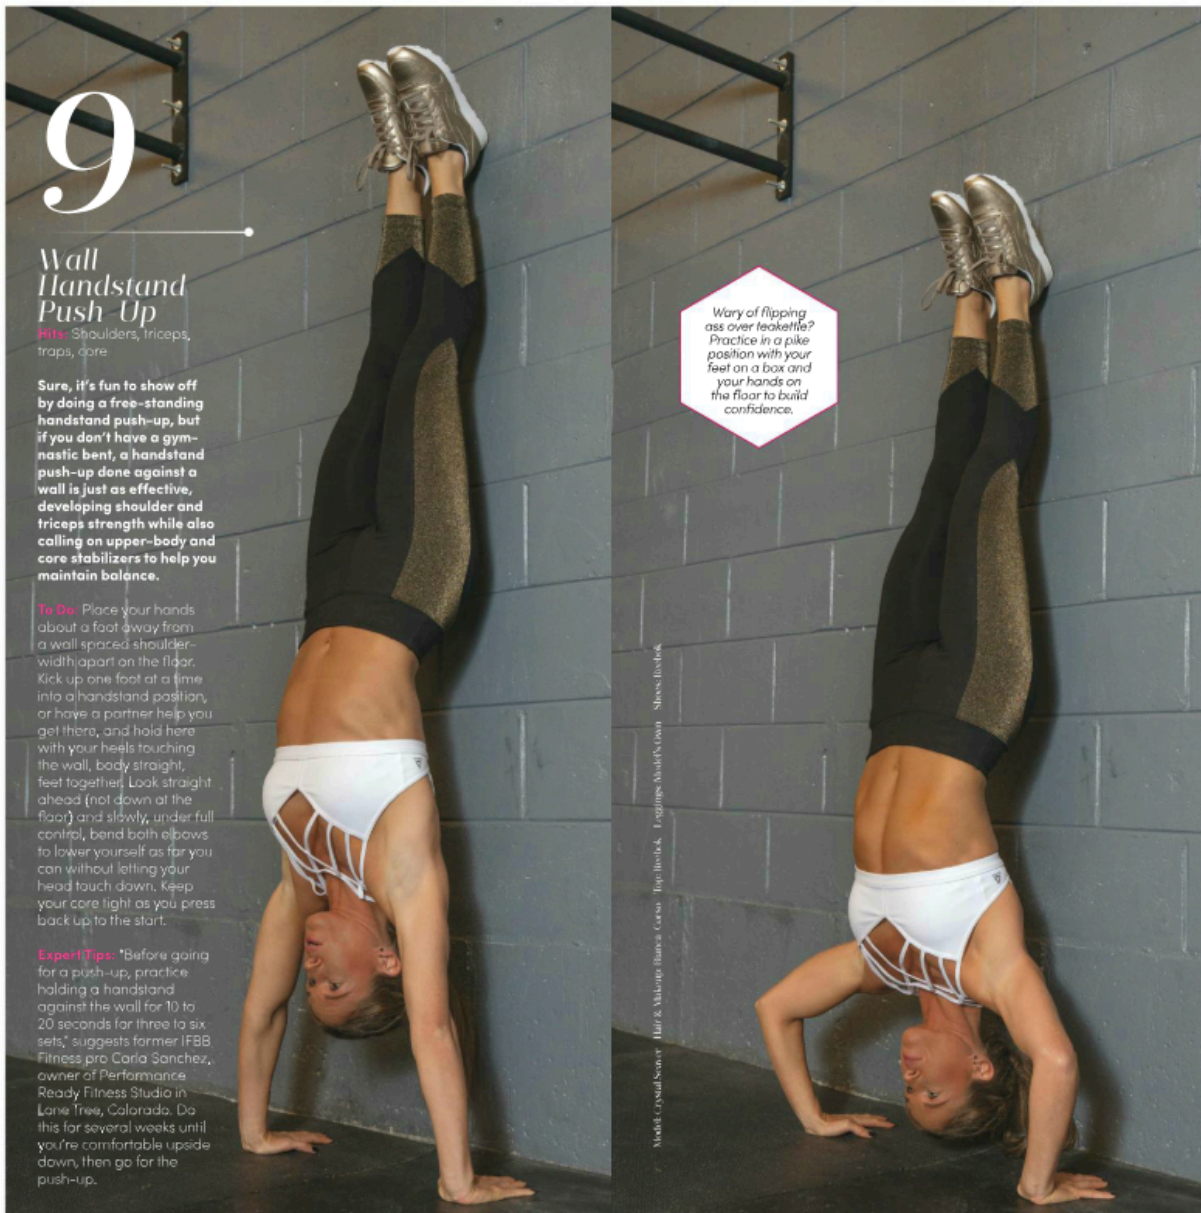 9
Wall
Handstand
Push-Up
Hits: Shoulders, triceps,
traps, core
Sure, it's fun to show off
by doing a free-standing
handstand push-up, but
if you don't have a gym-
nastic bent, a handstand
push-up done against a
wall is just as effective,
developing shoulder and
triceps strength while also
calling on upper-body and
core stabilizers to help you
maintain balance.
To Do: Place your hands
about a foot away from
a wall spaced shoulder-
width apart on the floor.
Kick up one foot at a time
into a handstand position,
or have a partner help you
get there, and hold here
with your heels touching
the wall, body straight,
feet together. Look straight
ahead (not down at the
floor) and slowly, under full
control, bend both elbows
to lower yourself as far you
can without letting your
head touch down. Keep
your core tight as you press
back up to the start.
Expert Tips: "Before going
for a push-up, practice
holding a handstand
against the wall for 10 to
20 seconds for three to six
sets," suggests former IFBB
Fitness pro Carla Sanchez,
owner of Performance
Ready Fitness Studio in
Lone Tree, Colorado. Do
this for several weeks until
you're comfortable upside
down, then go for the
push-up.
Wary of flipping
ass over teakettle?
Practice in a pike
position with your
feet on a box and
your hands on
the floor to build
confidence.
Model: Crystal Seaver Hair & Makeup: Bianca Corso Top: Reebok Leggings: Model's Own Shoes: Reebok